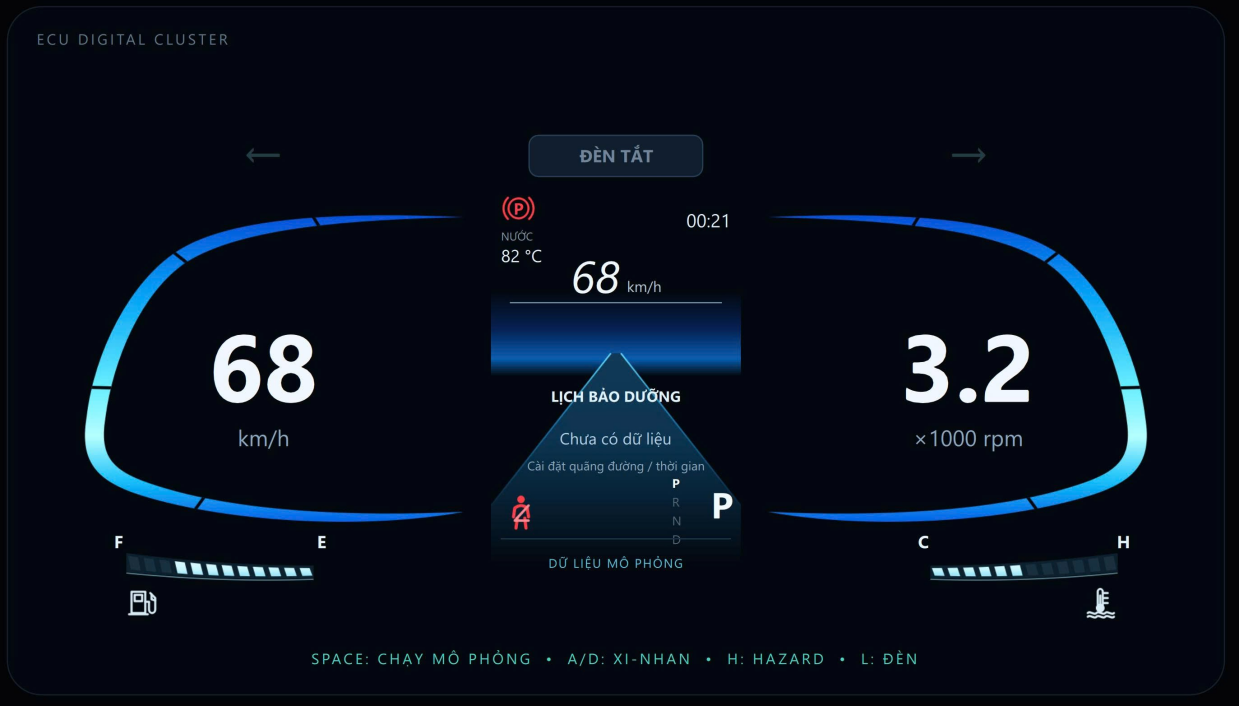 ECU DIGITAL CLUSTER
ĐÈN TẮT
P
00:21
NƯỚC
82 °C
68 km/h
68
km/h
3.2
×1000 rpm
LỊCH BẢO DƯỠNG
Chưa có dữ liệu
Cài đặt quãng đường / thời gian
P
R
N
D
P
DỮ LIỆU MÔ PHỎNG
F E
C H
SPACE: CHẠY MÔ PHỎNG • A/D: XI-NHAN • H: HAZARD • L: ĐÈN